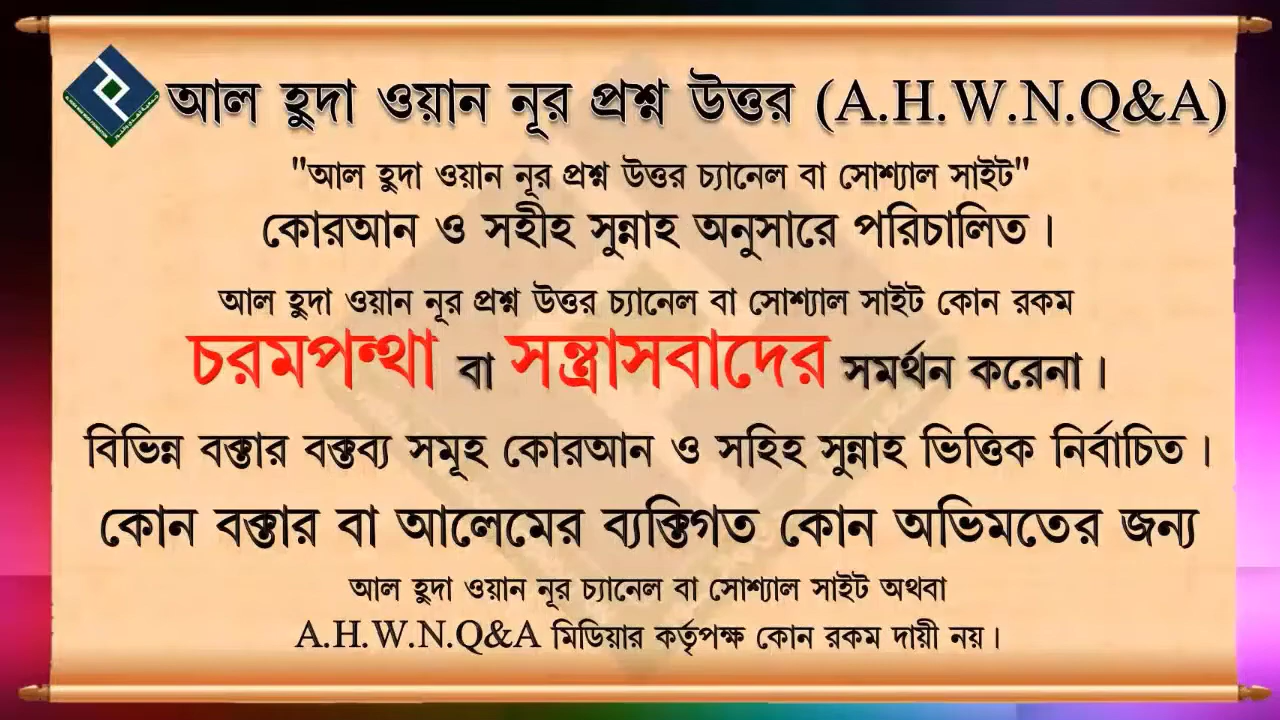 আল হুদা ওয়ান নূর প্রশ্ন উত্তর (A.H.W.N.Q&A)
"আল হুদা ওয়ান নূর প্রশ্ন উত্তর চ্যানেল বা সোশ্যাল সাইট"
কোরআন ও সহীহ সুন্নাহ অনুসারে পরিচালিত।
আল হুদা ওয়ান নূর প্রশ্ন উত্তর চ্যানেল বা সোশ্যাল সাইট কোন রকম
চরমপন্থা বা সন্ত্রাসবাদের সমর্থন করেনা।
বিভিন্ন বক্তার বক্তব্য সমূহ কোরআন ও সহিহ সুন্নাহ ভিত্তিক নির্বাচিত।
কোন বক্তার বা আলেমের ব্যক্তিগত কোন অভিমতের জন্য
আল হুদা ওয়ান নূর চ্যানেল বা সোশ্যাল সাইট অথবা
A.H.W.N.Q&A মিডিয়ার কর্তৃপক্ষ কোন রকম দায়ী নয়।